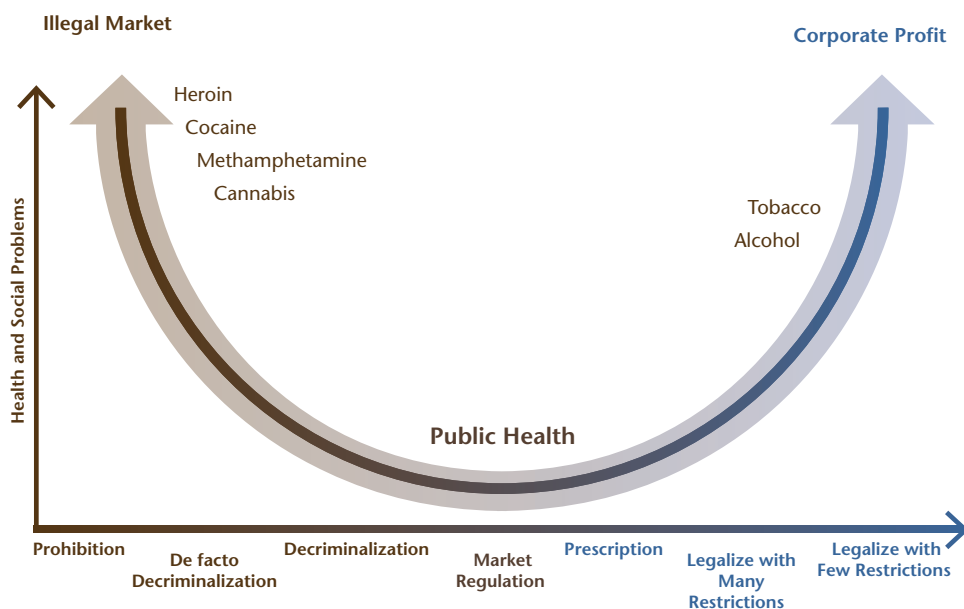 Illegal Market
Corporate Profit
Heroin
Cocaine
Methamphetamine
Cannabis
Tobacco
Alcohol
Health and Social Problems
Public Health
Prohibition
De facto
Decriminalization
Decriminalization
Market
Regulation
Prescription
Legalize with
Many
Restrictions
Legalize with
Few Restrictions